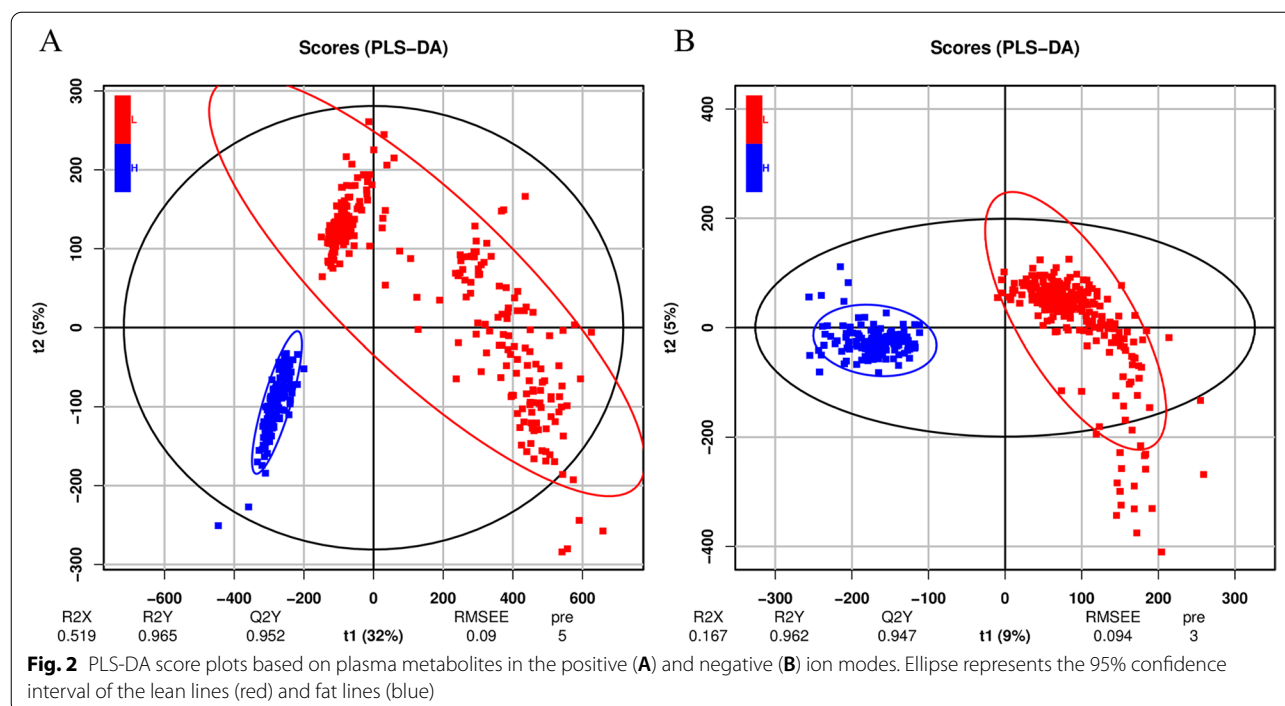 A
Scores (PLS−DA)
L
H
t2 (5%)
300
200
100
0
−100
−200
−300
−600 −400 −200 0 200 400 600
R2X R2Y Q2Y RMSEE pre
0.519 0.965 0.952 t1 (32%) 0.09 5
B
Scores (PLS−DA)
L
H
t2 (5%)
400
200
0
−200
−400
−300 −200 −100 0 100 200 300
R2X R2Y Q2Y RMSEE pre
0.167 0.962 0.947 t1 (9%) 0.094 3
Fig. 2 PLS-DA score plots based on plasma metabolites in the positive (A) and negative (B) ion modes. Ellipse represents the 95% confidence
interval of the lean lines (red) and fat lines (blue)